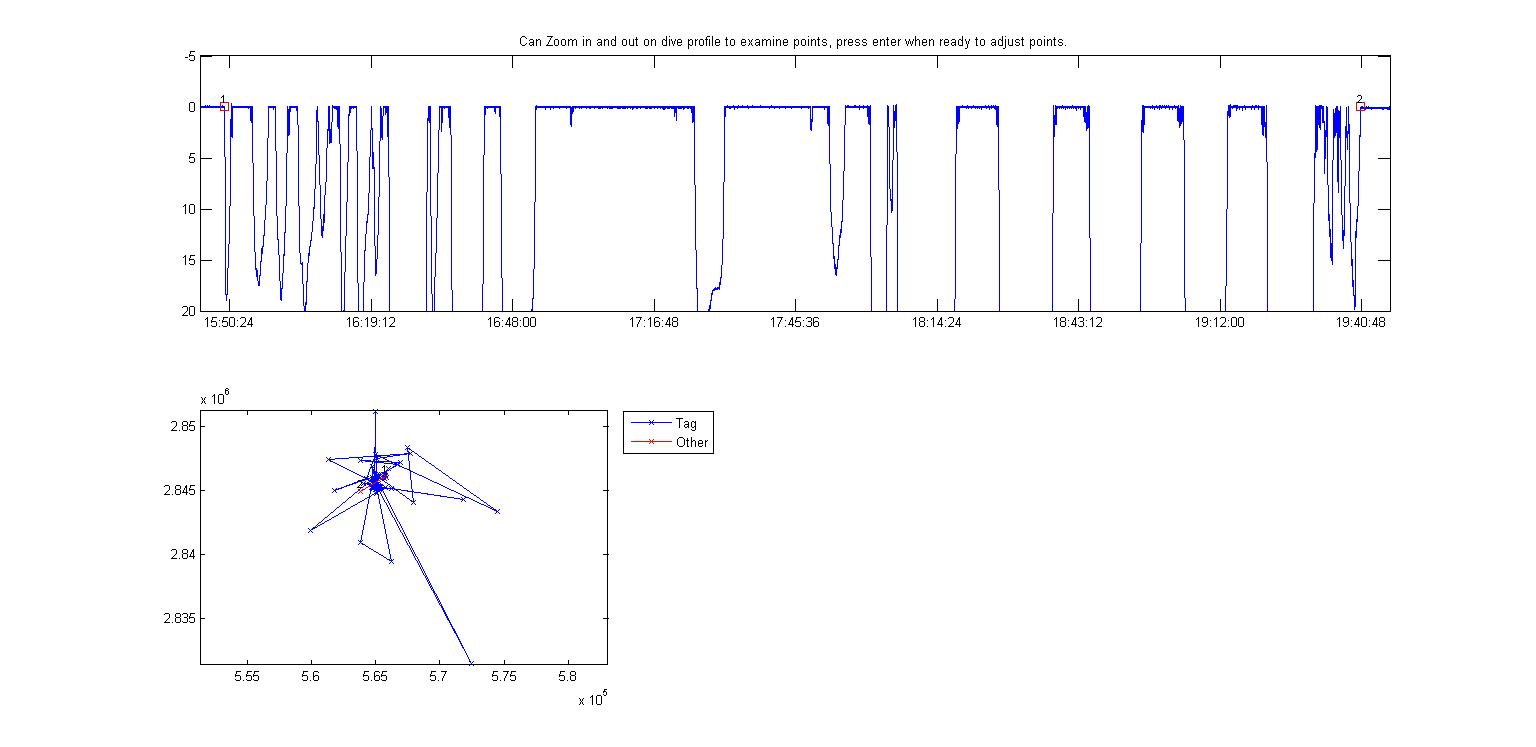 Can Zoom in and out on dive profile to examine points, press enter when ready to adjust points.
-5
0
5
10
15
20
1
2
15:50:24 16:19:12 16:48:00 17:16:48 17:45:36 18:14:24 18:43:12 19:12:00 19:40:48
x 10^6
2.85
2.845
2.84
2.835
5.55 5.6 5.65 5.7 5.75 5.8
x 10^5
Tag
Other